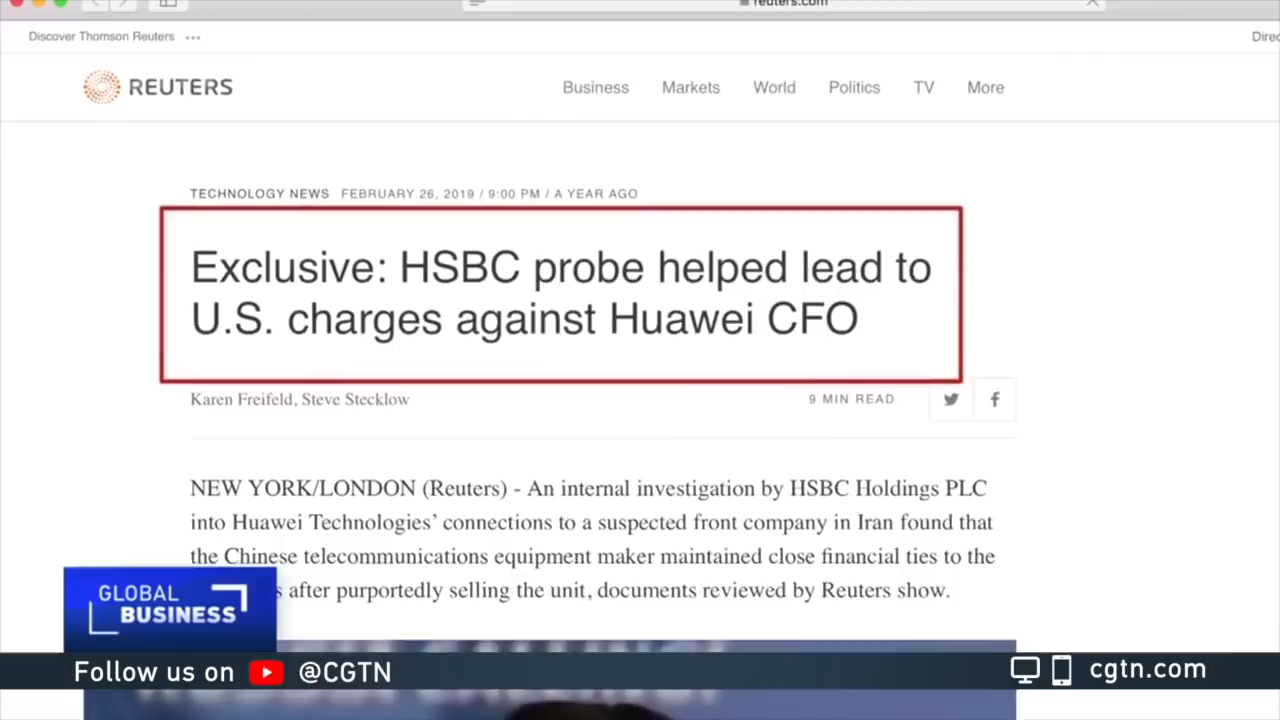 reuters.com
Discover Thomson Reuters ...
Direc
REUTERS
Business Markets World Politics TV More
TECHNOLOGY NEWS FEBRUARY 26, 2019 / 9:00 PM / A YEAR AGO
Exclusive: HSBC probe helped lead to
U.S. charges against Huawei CFO
Karen Freifeld, Steve Stecklow
9 MIN READ
NEW YORK/LONDON (Reuters) - An internal investigation by HSBC Holdings PLC
into Huawei Technologies’ connections to a suspected front company in Iran found that
the Chinese telecommunications equipment maker maintained close financial ties to the
s after purportedly selling the unit, documents reviewed by Reuters show.
GLOBAL
BUSINESS
Follow us on @CGTN
cgtn.com